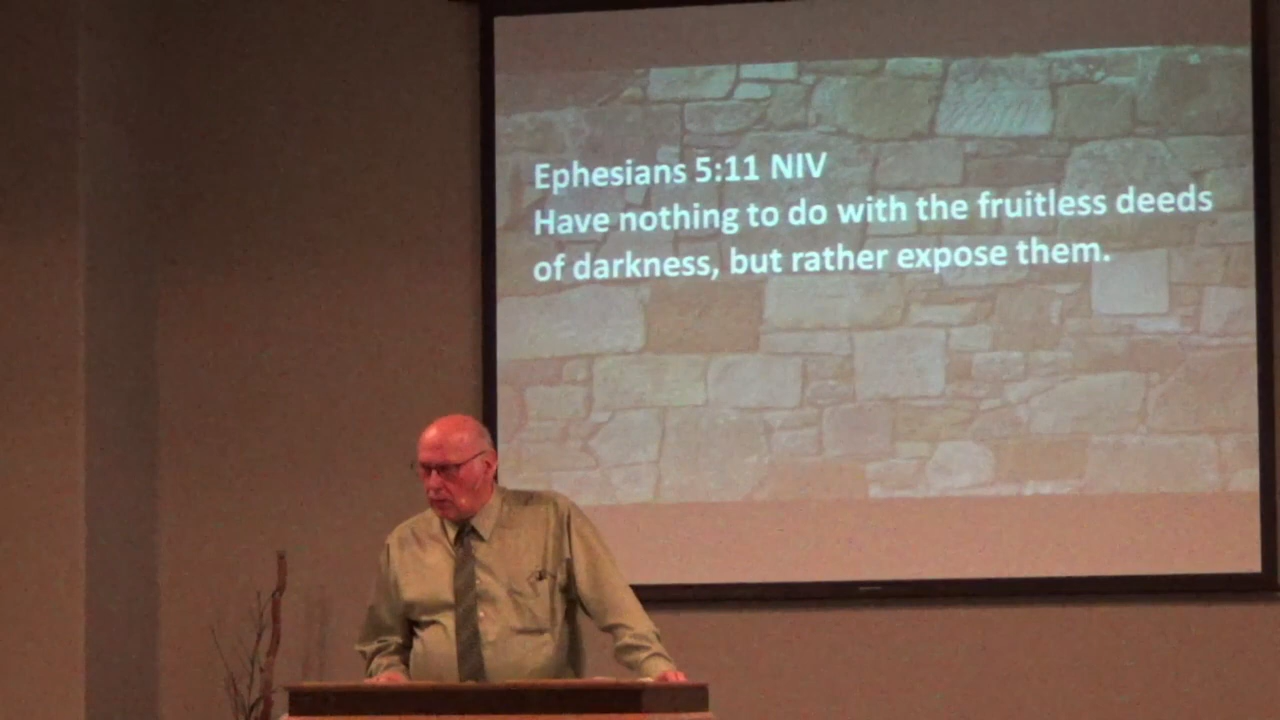 Ephesians 5:11 NIV
Have nothing to do with the fruitless deeds
of darkness, but rather expose them.